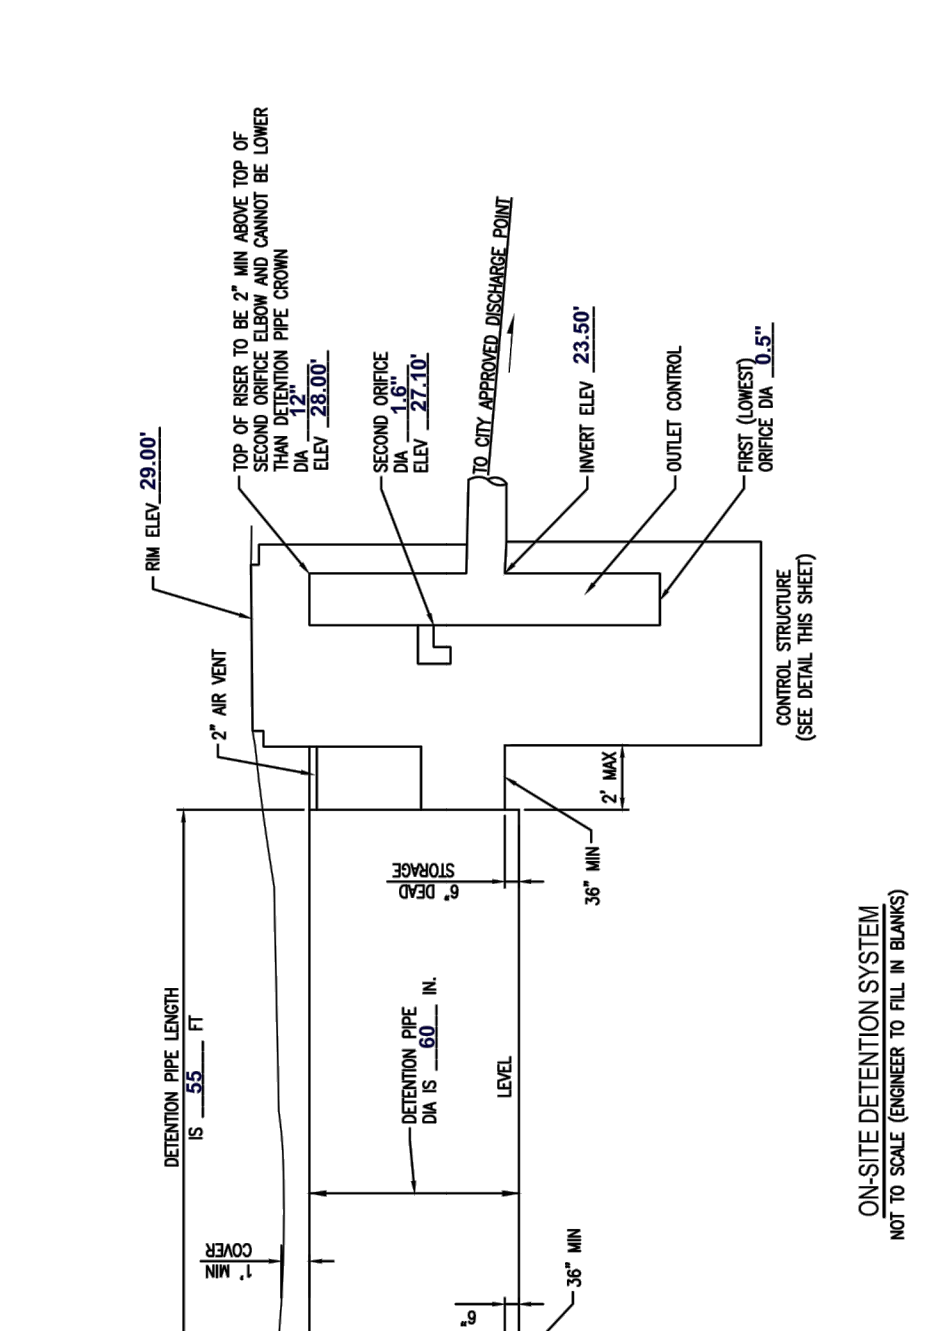 RIM ELEV 29.00'
TOP OF RISER TO BE 2" MIN ABOVE TOP OF
SECOND ORIFICE ELBOW AND CANNOT BE LOWER
THAN DETENTION PIPE CROWN
DIA 12"
ELEV 28.00'
SECOND ORIFICE
DIA 1.6"
ELEV 27.10'
TO CITY APPROVED DISCHARGE POINT
INVERT ELEV 23.50'
OUTLET CONTROL
FIRST (LOWEST)
ORIFICE DIA 0.5"
2" AIR VENT
CONTROL STRUCTURE
(SEE DETAIL THIS SHEET)
2' MAX
36" MIN
6" DEAD
STORAGE
DETENTION PIPE LENGTH
IS 55 FT
DETENTION PIPE
DIA IS 60 IN.
LEVEL
1' MIN
COVER
6"
36" MIN
ON-SITE DETENTION SYSTEM
NOT TO SCALE (ENGINEER TO FILL IN BLANKS)